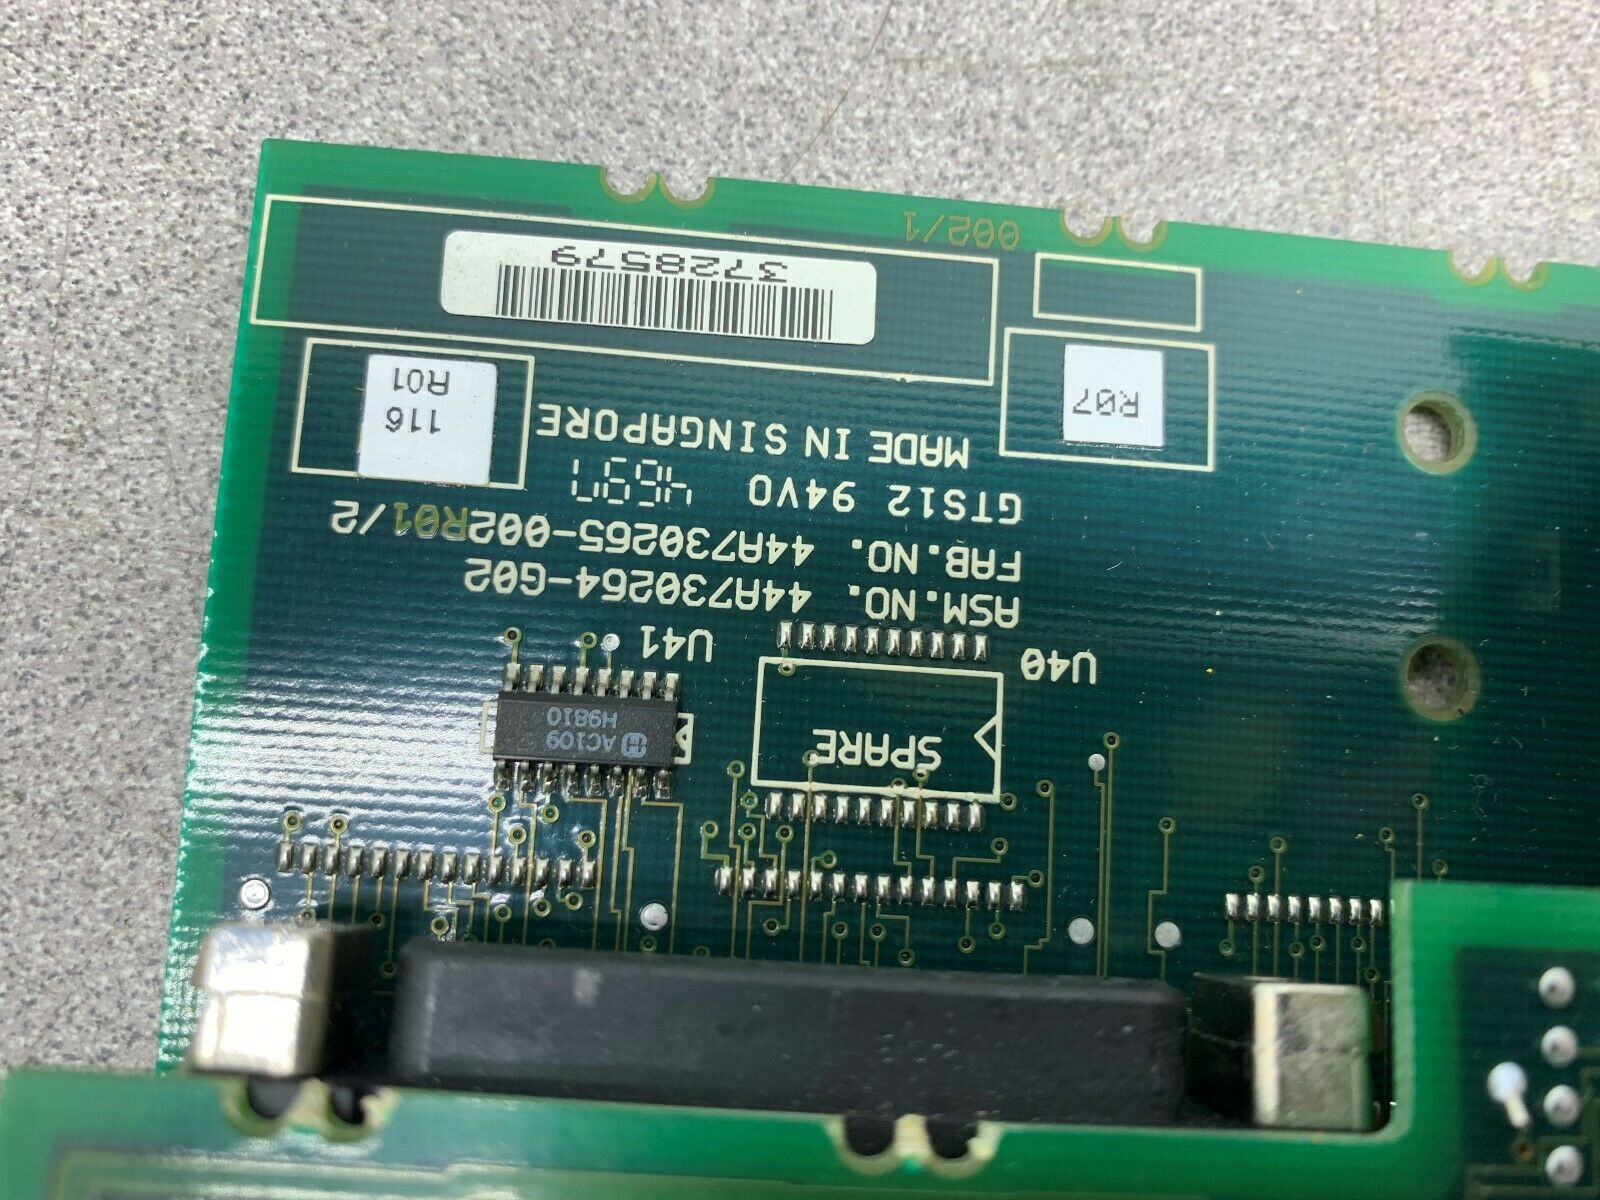 SPARE
H AC109
H9810
U40
U41
ASM.NO. 44A730264-G02
FAB.NO. 44A730265-002R01/2
GTS12 94V0 4697
MADE IN SINGAPORE
R07
116
R01
3728579
002/1